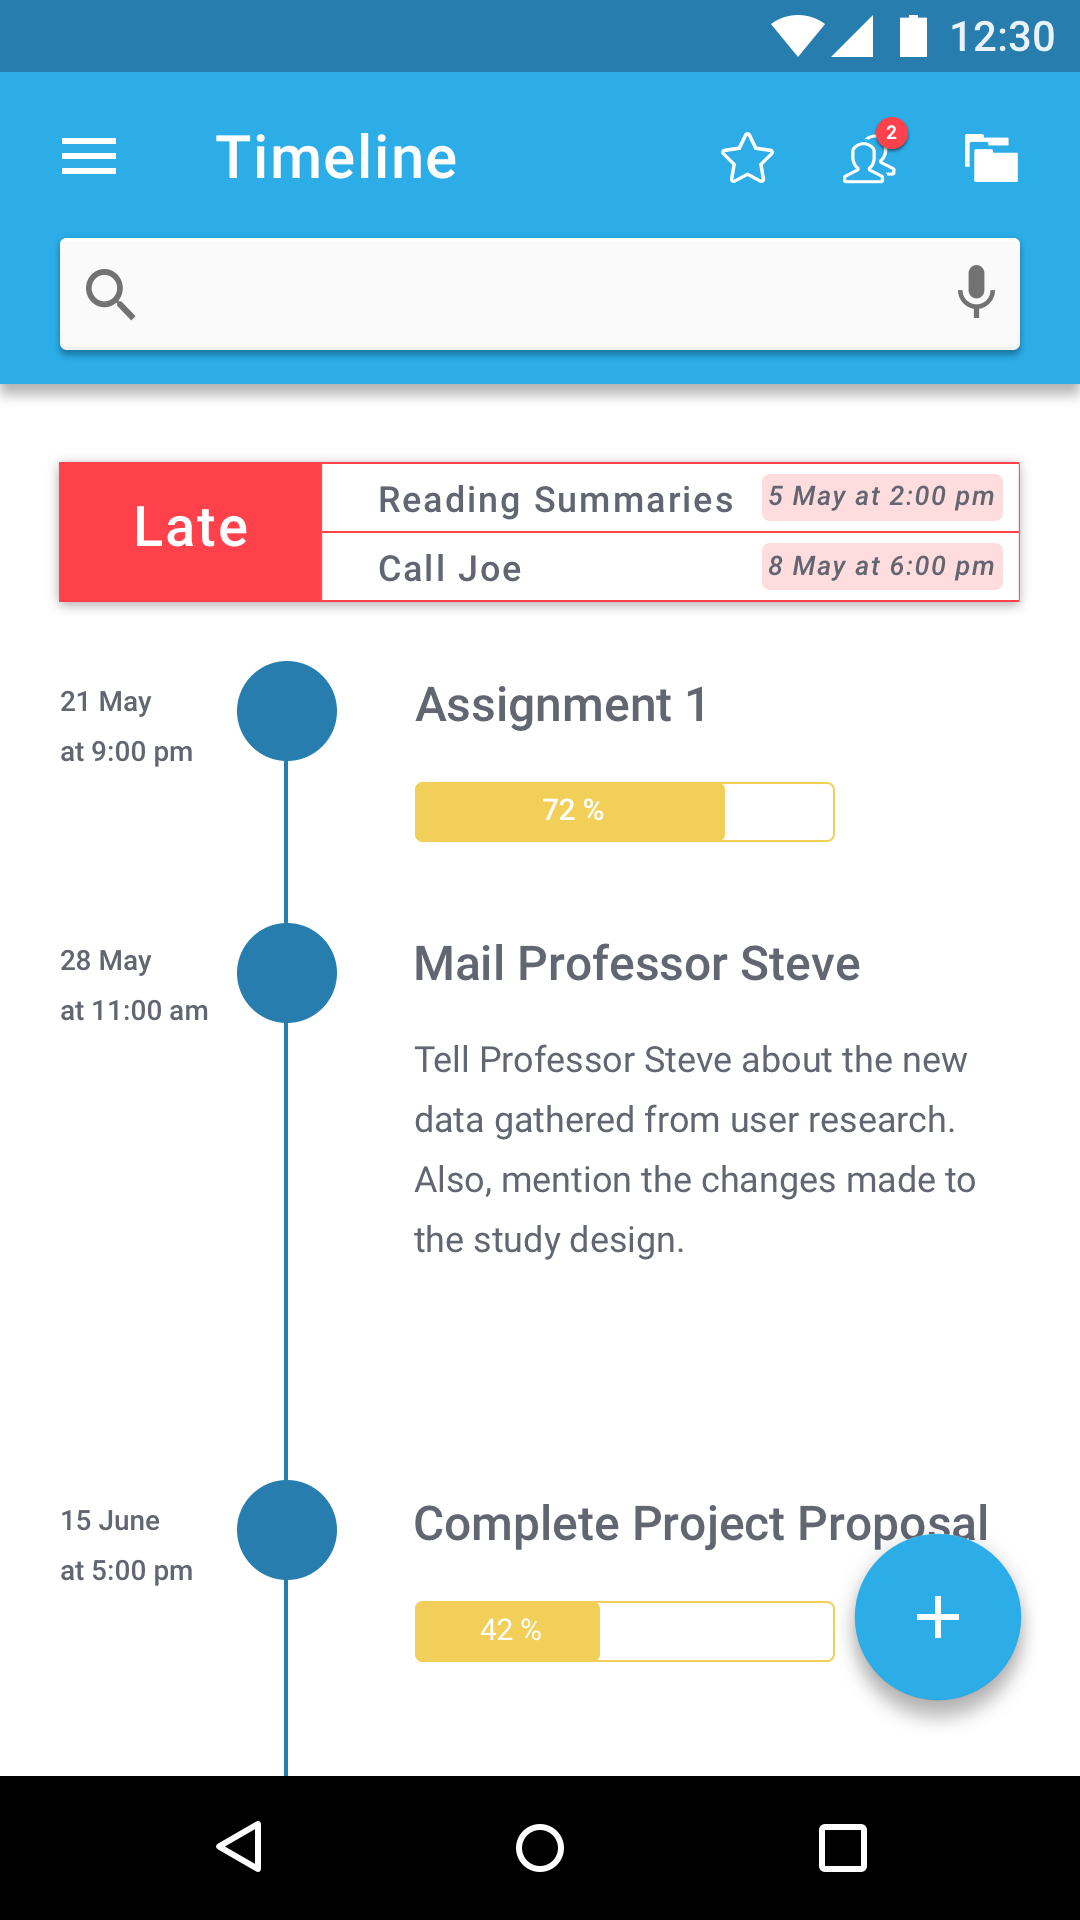 12:30
Timeline
2
Late
Reading Summaries 5 May at 2:00 pm
Call Joe 8 May at 6:00 pm
21 May
at 9:00 pm
Assignment 1
72 %
28 May
at 11:00 am
Mail Professor Steve
Tell Professor Steve about the new
data gathered from user research.
Also, mention the changes made to
the study design.
15 June
at 5:00 pm
Complete Project Proposal
42 %